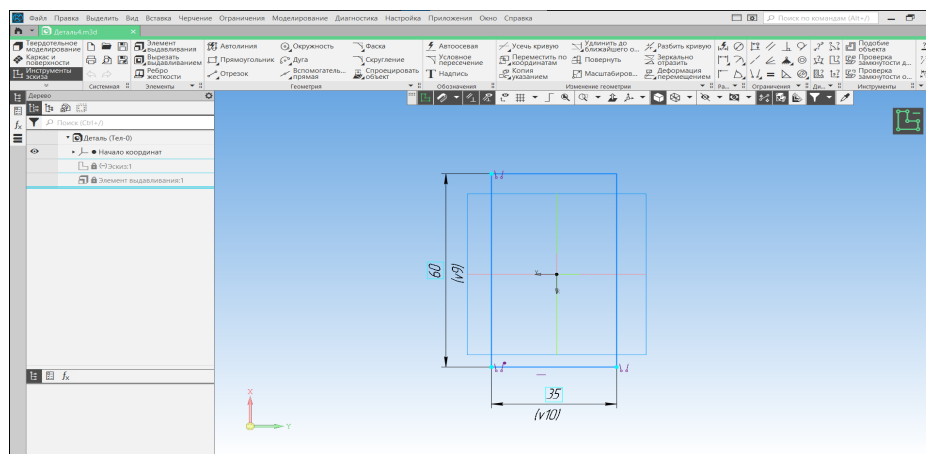 Файл Правка Выделить Вид Вставка Черчение Ограничения Моделирование Диагностика Настройка Приложения Окно Справка
Поиск по командам (Alt+/)
Деталь4.m3d
Твердотельное моделирование
Каркас и поверхности
Инструменты эскиза
Системная
Элемент выдавливания
Вырезать выдавливанием
Ребро жесткости
Элементы
Автолиния
Прямоугольник
Отрезок
Окружность
Дуга
Вспомогатель... прямая
Фаска
Скругление
Спроецировать объект
Геометрия
Автоосевая
Условное пересечение
Надпись
Обозначения
Усечь кривую
Переместить по координатам
Копия указанием
Удлинить до ближайшего о...
Повернуть
Масштабиров...
Разбить кривую
Зеркально отразить
Деформация перемещением
Изменение геометрии
Ра...
Ограничения
Ди...
Подобие объекта
Проверка замкнутости д...
Проверка замкнутости о...
Инструменты
Дерево
Поиск (Ctrl+/)
Деталь (Тел-0)
Начало координат
(-)Эскиз:1
Элемент выдавливания:1
60
(v9)
35
(v10)
X
Y